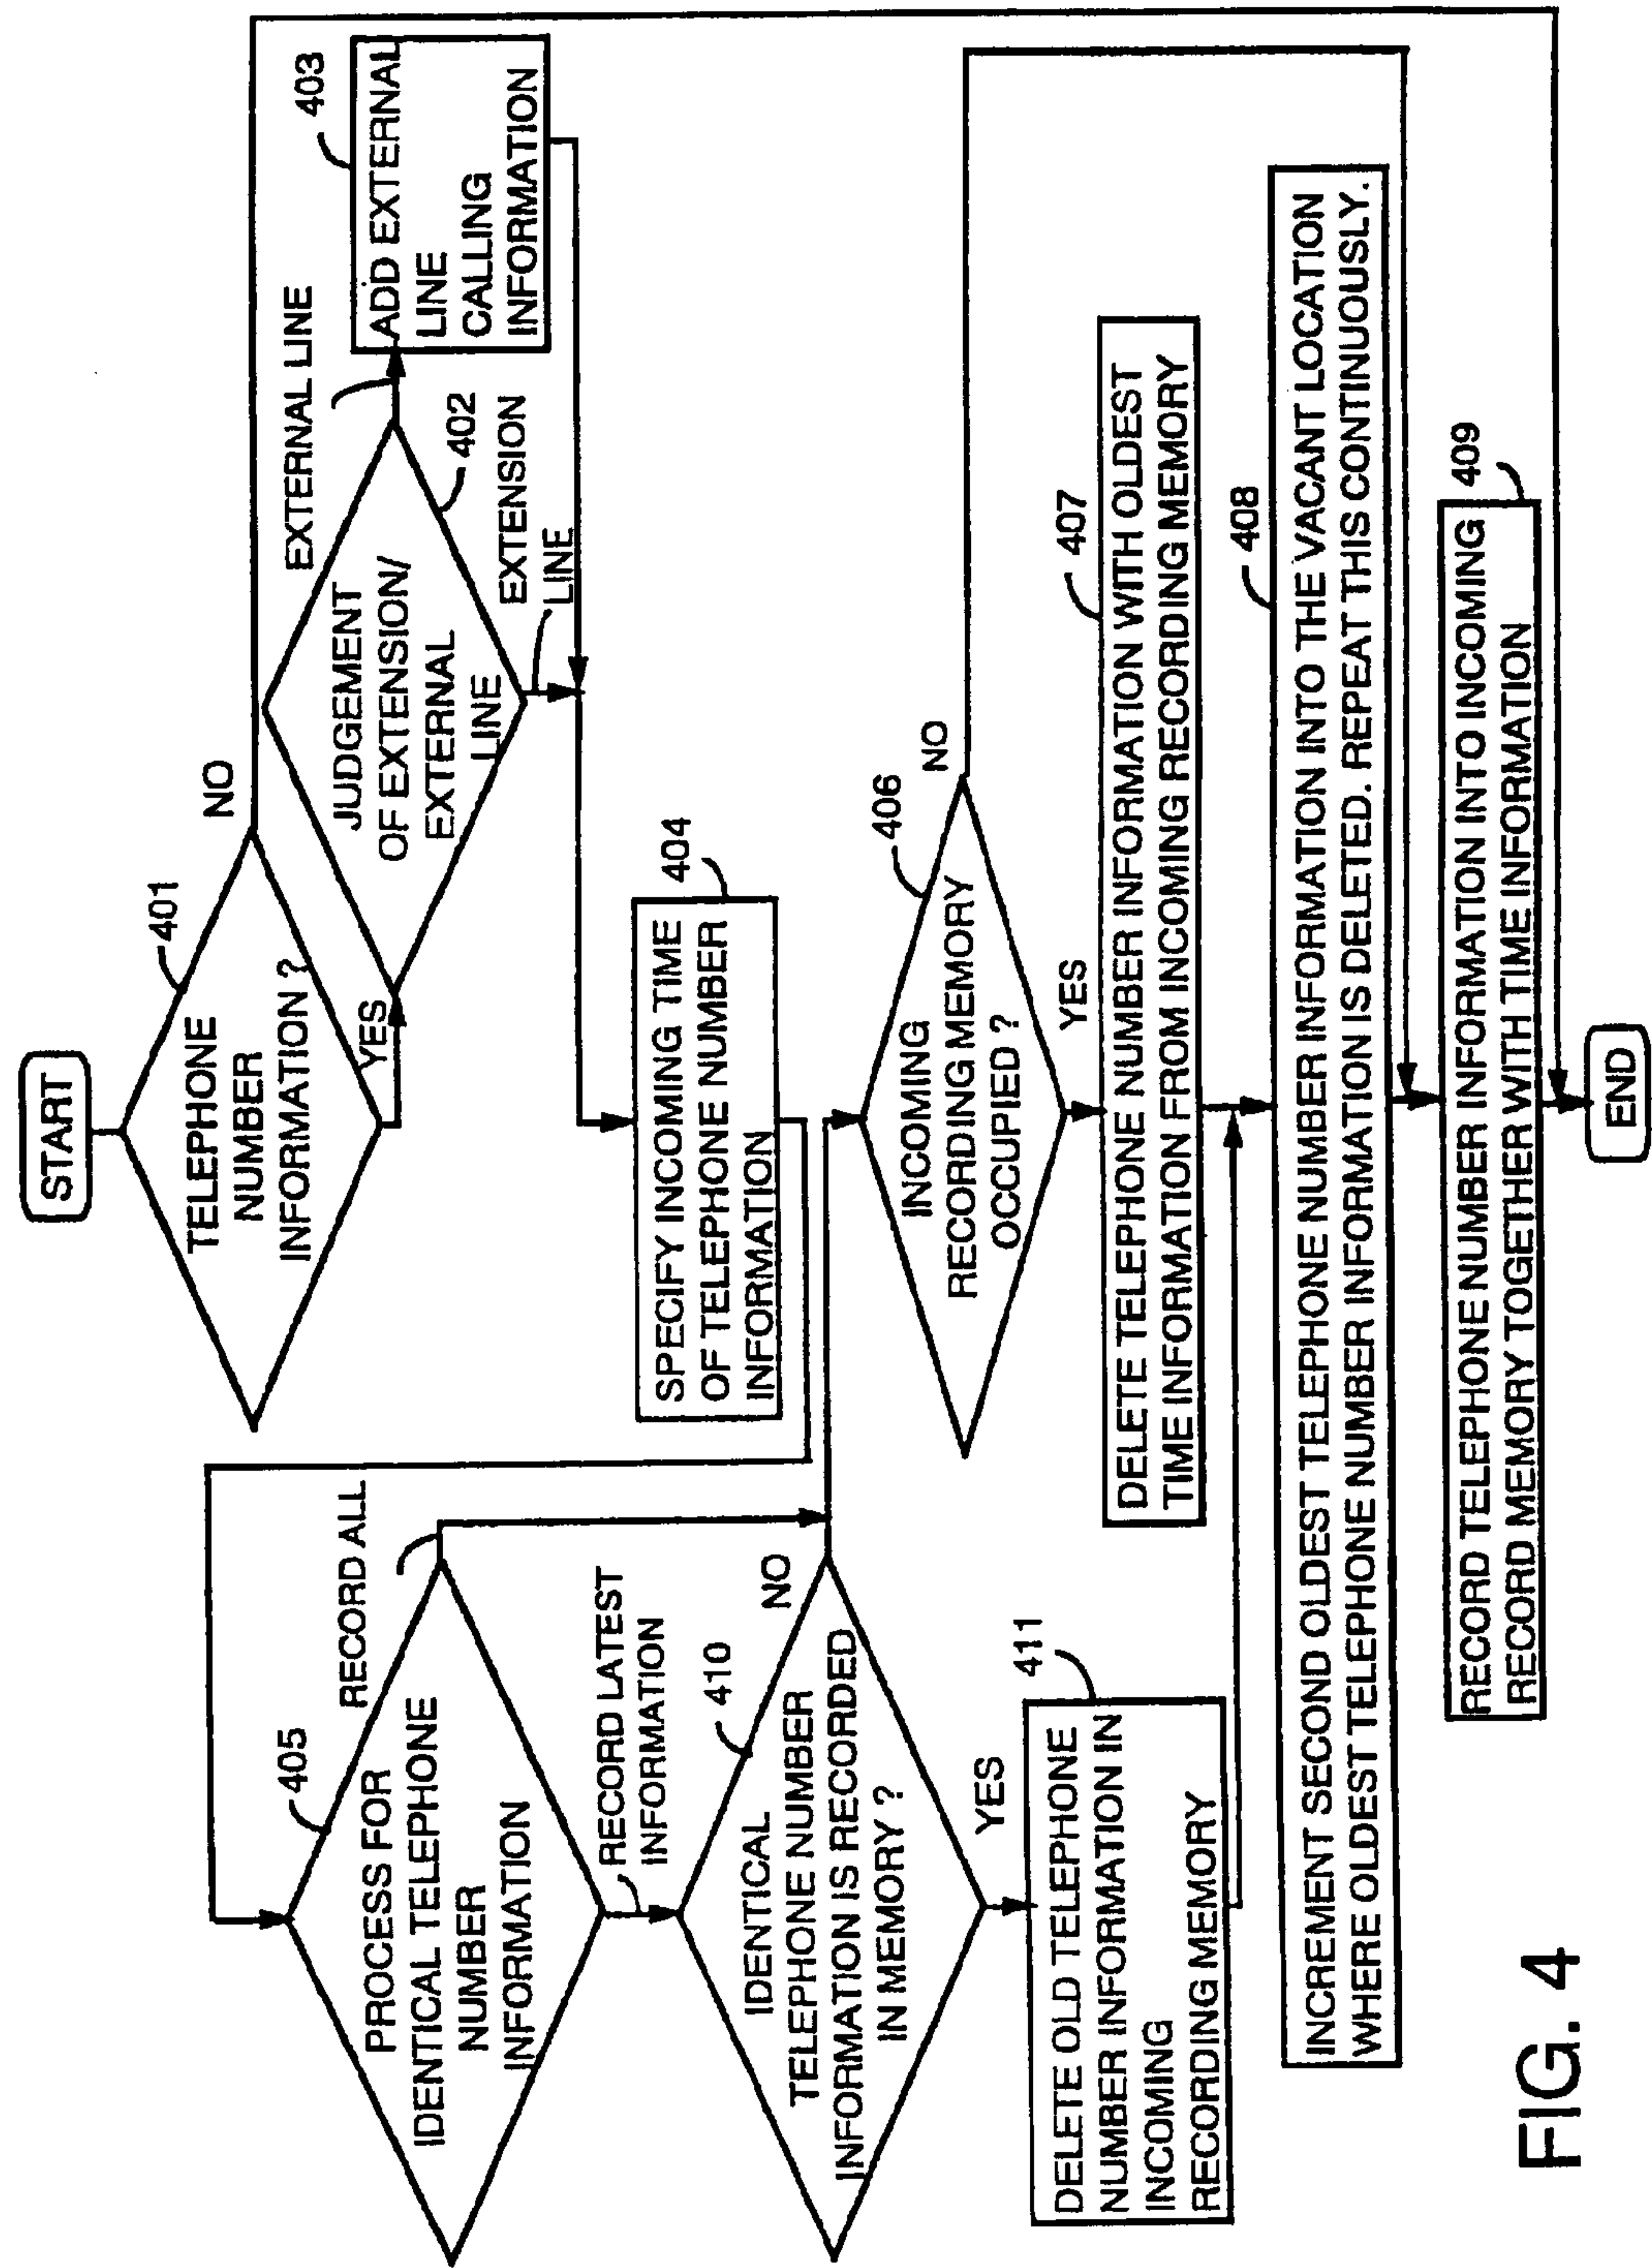 START
401
TELEPHONE
NUMBER
INFORMATION ?
NO
YES
JUDGEMENT
OF EXTENSION/
EXTERNAL
LINE
402
EXTERNAL LINE
403
ADD EXTERNAL
LINE
CALLING
INFORMATION
EXTENSION
LINE
404
SPECIFY INCOMING TIME
OF TELEPHONE NUMBER
INFORMATION
405
PROCESS FOR
IDENTICAL TELEPHONE
NUMBER
INFORMATION
RECORD ALL
RECORD LATEST
INFORMATION
410
IDENTICAL
TELEPHONE NUMBER
INFORMATION IS RECORDED
IN MEMORY ?
NO
YES
411
DELETE OLD TELEPHONE
NUMBER INFORMATION IN
INCOMING
RECORDING MEMORY
406
INCOMING
RECORDING MEMORY
OCCUPIED ?
NO
YES
407
DELETE TELEPHONE NUMBER INFORMATION WITH OLDEST
TIME INFORMATION FROM INCOMING RECORDING MEMORY
408
INCREMENT SECOND OLDEST TELEPHONE NUMBER INFORMATION INTO THE VACANT LOCATION
WHERE OLDEST TELEPHONE NUMBER INFORMATION IS DELETED. REPEAT THIS CONTINUOUSLY.
409
RECORD TELEPHONE NUMBER INFORMATION INTO INCOMING
RECORD MEMORY TOGETHER WITH TIME INFORMATION
END
FIG. 4